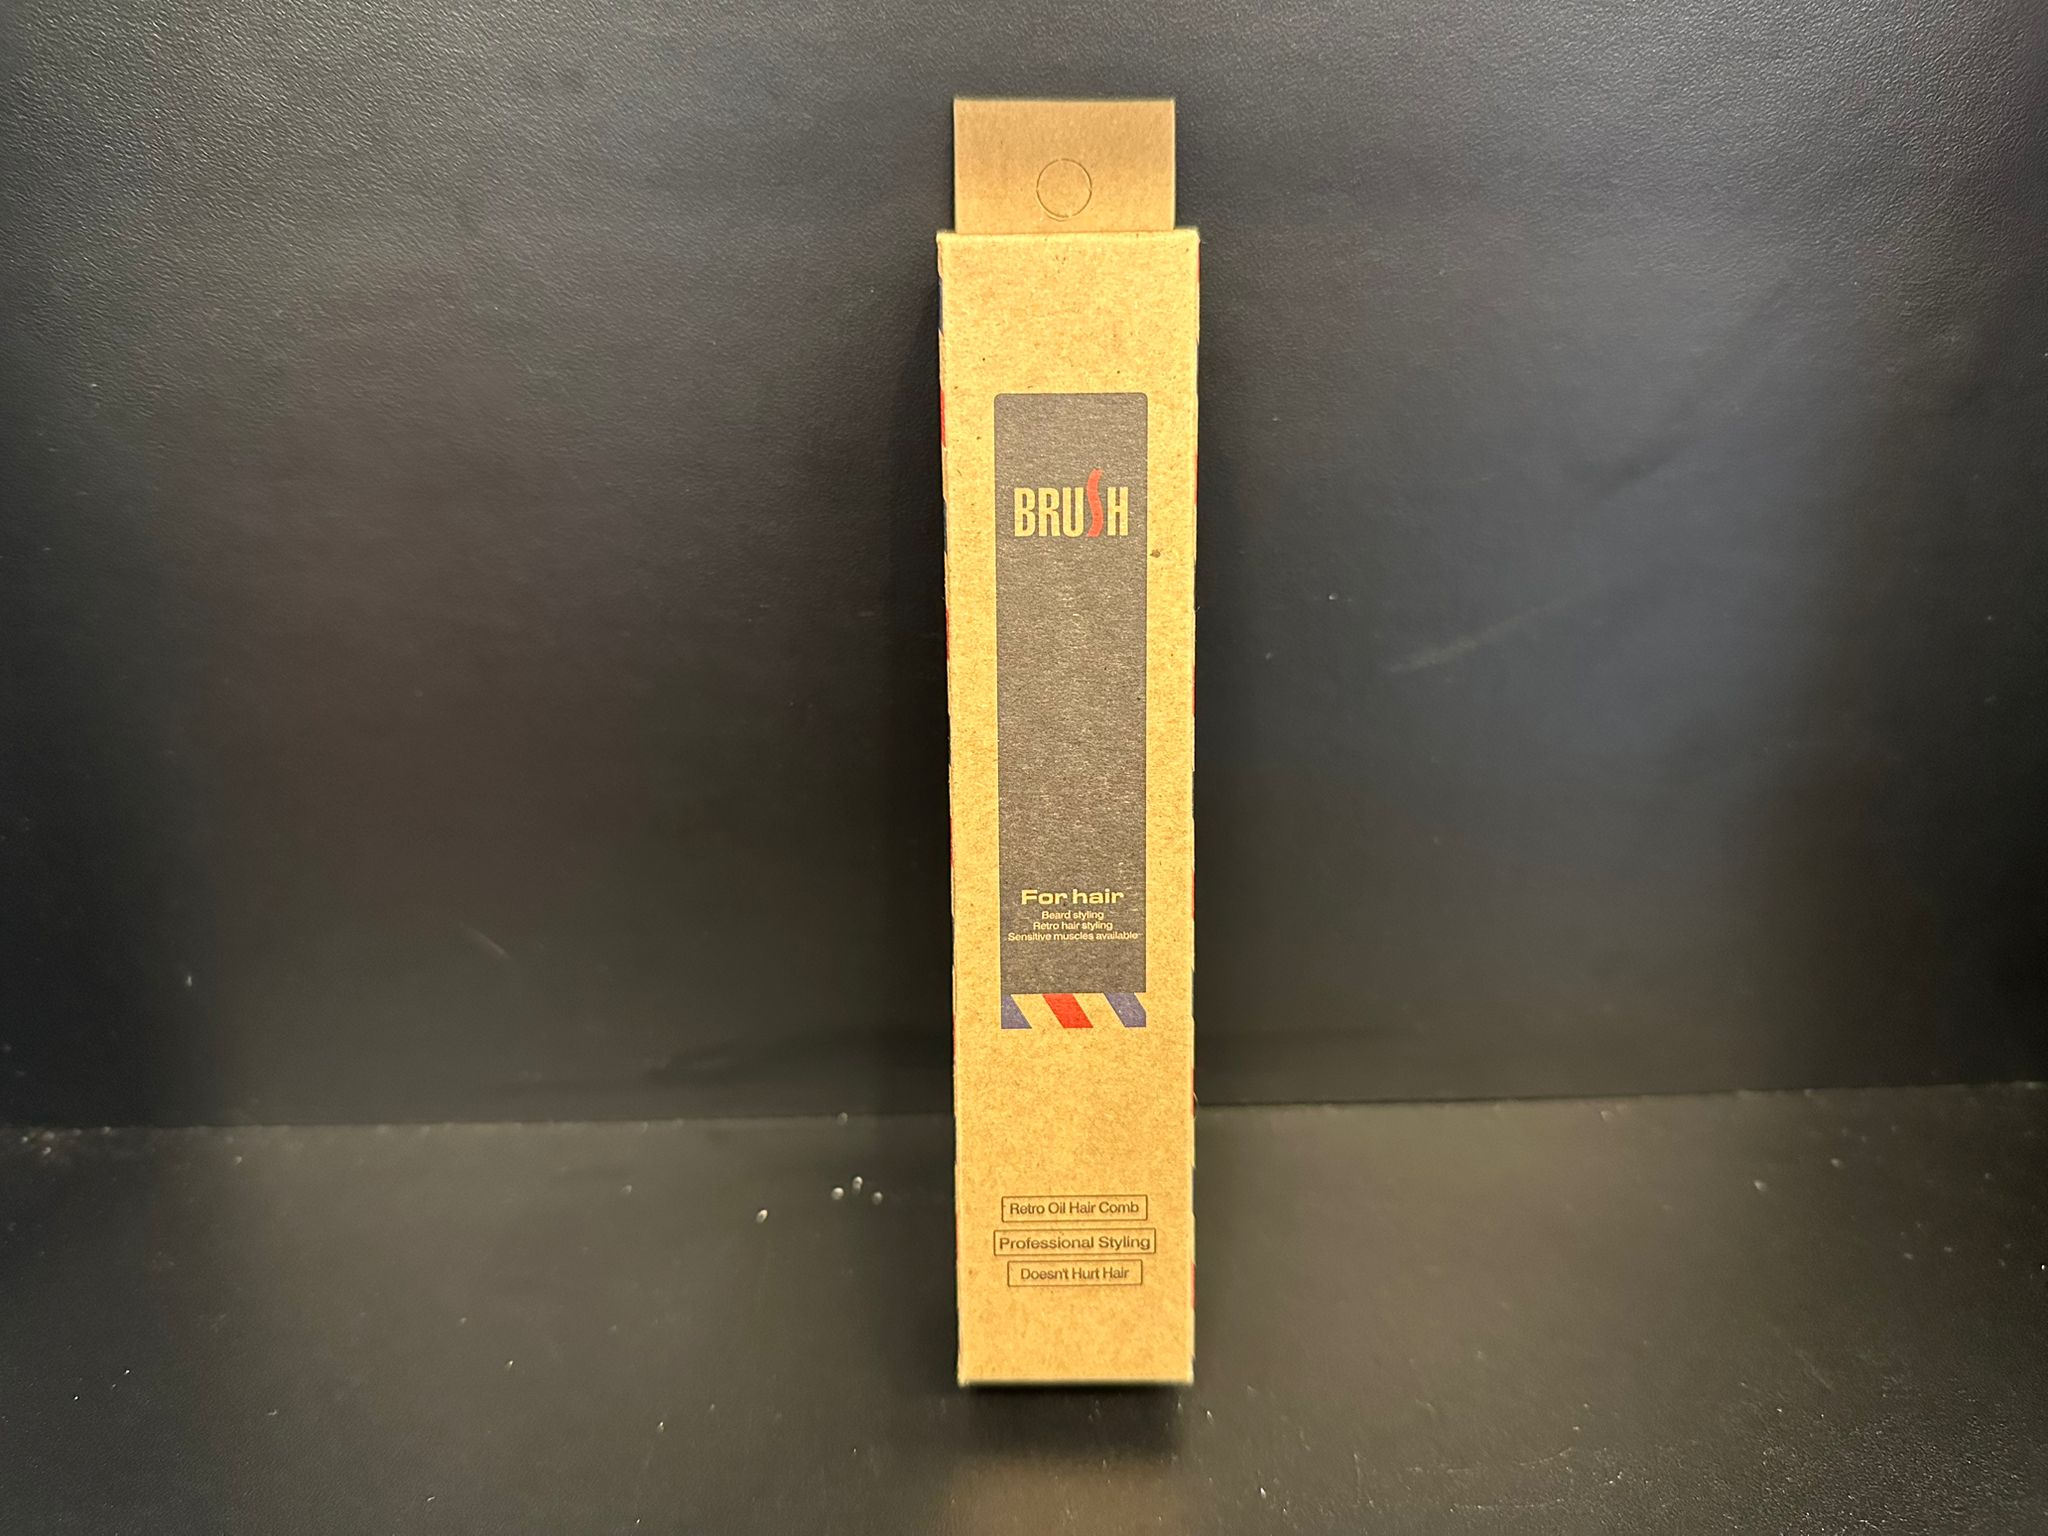 BRUSH
For hair
Beard styling
Retro hair styling
Sensitive muscles available
Retro Oil Hair Comb
Professional Styling
Doesn't Hurt Hair